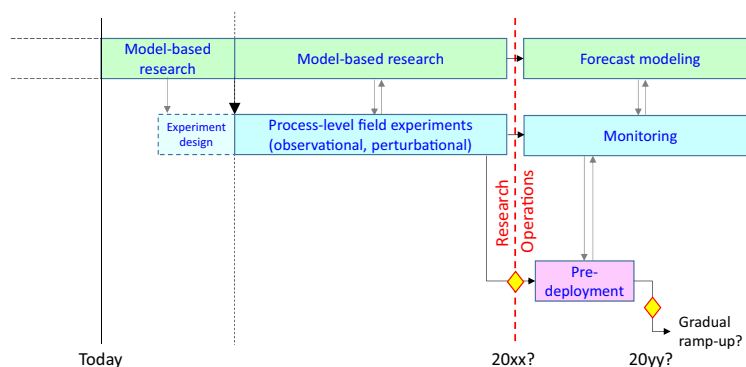 Model-based
research
Model-based research
Forecast modeling
Experiment
design
Process-level field experiments
(observational, perturbational)
Monitoring
Research
Operations
Pre-
deployment
Gradual
ramp-up?
Today
20xx?
20yy?